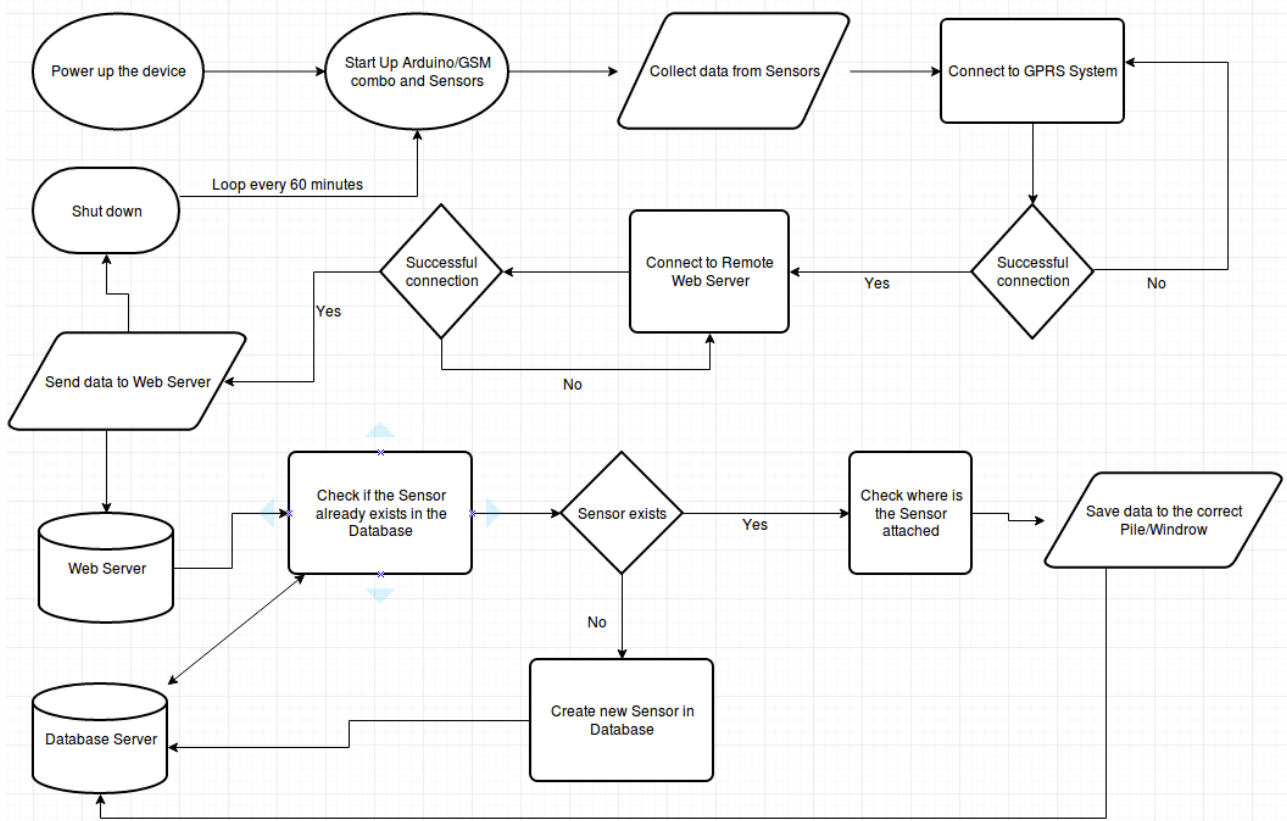 Power up the device
Start Up Arduino/GSM
combo and Sensors
Collect data from Sensors
Connect to GPRS System
Loop every 60 minutes
Shut down
Successful
connection
Yes
Connect to Remote
Web Server
Yes
Successful
connection
No
No
Send data to Web Server
Web Server
Check if the Sensor
already exists in the
Database
Sensor exists
Yes
Check where is
the Sensor
attached
Save data to the correct
Pile/Windrow
No
Create new Sensor in
Database
Database Server